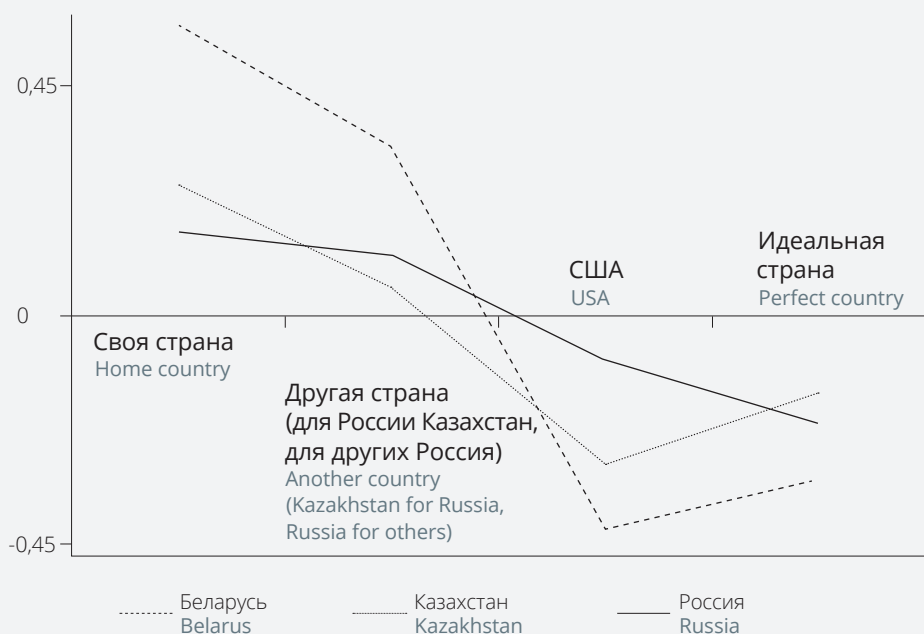 0,45
0
-0,45
Своя страна
Home country
Другая страна
(для России Казахстан,
для других Россия)
Another country
(Kazakhstan for Russia,
Russia for others)
США
USA
Идеальная
страна
Perfect country
Беларусь
Belarus
Казахстан
Kazakhstan
Россия
Russia